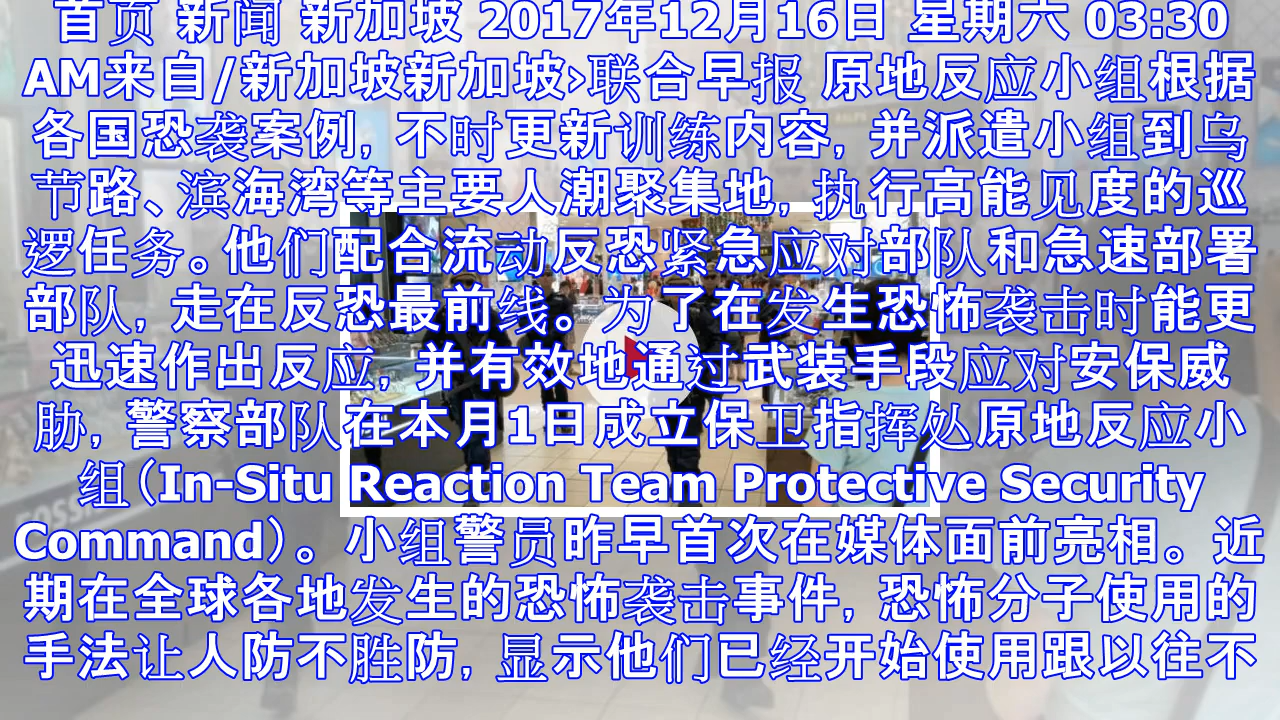 首页 新闻 新加坡 2017年12月16日 星期六 03:30
AM来自/新加坡新加坡›联合早报 原地反应小组根据
各国恐袭案例, 不时更新训练内容, 并派遣小组到乌
节路、滨海湾等主要人潮聚集地, 执行高能见度的巡
逻任务。他们配合流动反恐紧急应对部队和急速部署
部队, 走在反恐最前线。为了在发生恐怖袭击时能更
迅速作出反应, 并有效地通过武装手段应对安保威
胁, 警察部队在本月1日成立保卫指挥处原地反应小
组(In-Situ Reaction Team Protective Security
Command)。小组警员昨早首次在媒体面前亮相。近
期在全球各地发生的恐怖袭击事件, 恐怖分子使用的
手法让人防不胜防, 显示他们已经开始使用跟以往不
FOSSIL